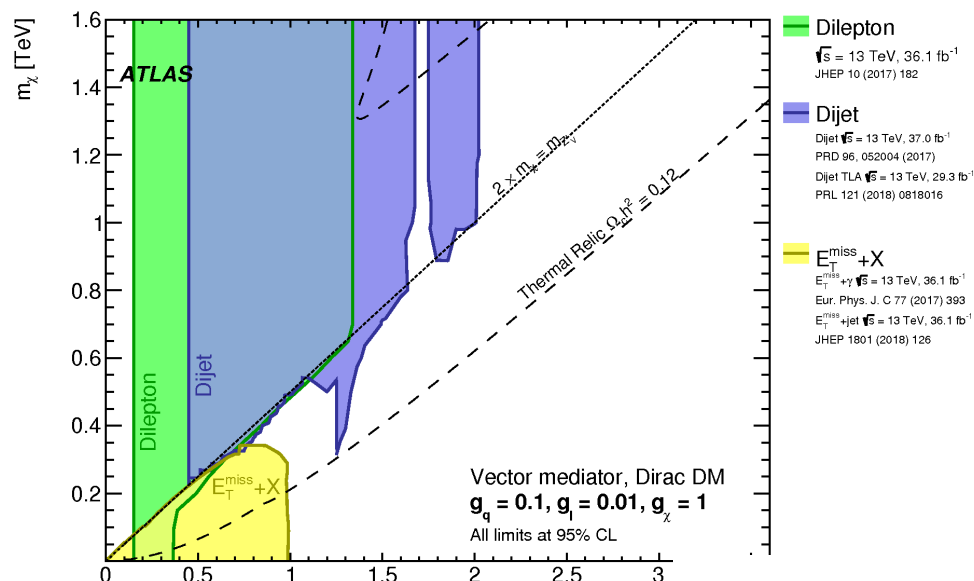 m_χ [TeV]
1.6
1.4
1.2
1
0.8
0.6
0.4
0.2
0
0.5
1
1.5
2
2.5
3
ATLAS
Dilepton
Dijet
E_T^miss+X
2 × m_χ = m_Z_V
Thermal Relic Ω_c h² = 0.12
Vector mediator, Dirac DM
g_q = 0.1, g_l = 0.01, g_χ = 1
All limits at 95% CL
Dilepton
√s = 13 TeV, 36.1 fb⁻¹
JHEP 10 (2017) 182
Dijet
Dijet √s = 13 TeV, 37.0 fb⁻¹
PRD 96, 052004 (2017)
Dijet TLA √s = 13 TeV, 29.3 fb⁻¹
PRL 121 (2018) 0818016
E_T^miss+X
E_T^miss+γ √s = 13 TeV, 36.1 fb⁻¹
Eur. Phys. J. C 77 (2017) 393
E_T^miss+jet √s = 13 TeV, 36.1 fb⁻¹
JHEP 1801 (2018) 126